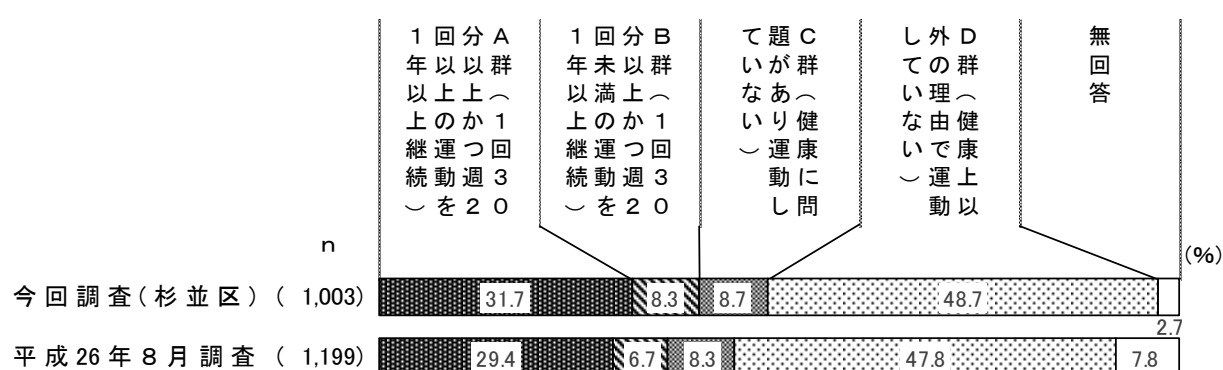 A群(1回30
分以上かつ週2
回以上の運動を
1年以上継続)
B群(1回30
分以上かつ週2
回未満の運動を
1年以上継続)
C群(健康に問
題があり運動し
ていない)
D群(健康上以
外の理由で運動
していない)
無回答
n
(%)
今回調査(杉並区) ( 1,003) 31.7 8.3 8.7 48.7 2.7
平成26年8月調査 ( 1,199) 29.4 6.7 8.3 47.8 7.8